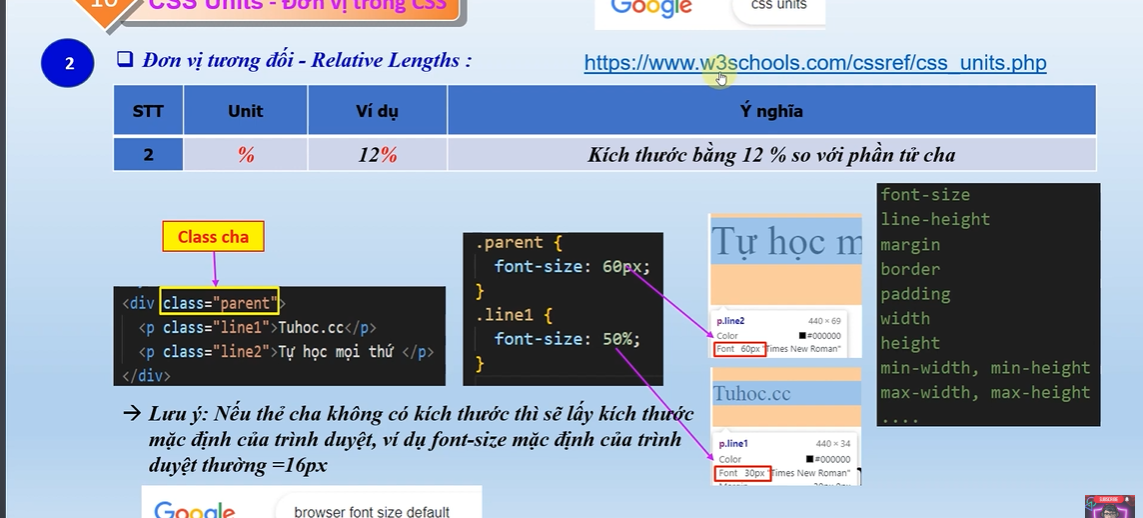 10
CSS Units - Đơn vị trong CSS
Google
css units
2
Đơn vị tương đối - Relative Lengths :
https://www.w3schools.com/cssref/css_units.php
STT Unit Ví dụ Ý nghĩa
2 % 12% Kích thước bằng 12 % so với phần tử cha
Class cha
<div class="parent">
<p class="line1">Tuhoc.cc</p>
<p class="line2">Tự học mọi thứ </p>
</div>
.parent {
font-size: 60px;
}
.line1 {
font-size: 50%;
}
Tự học m
p.line2 440 × 69
Color #000000
Font 60px "Times New Roman"
Tuhoc.cc
p.line1 440 × 34
Color #000000
Font 30px "Times New Roman"
font-size
line-height
margin
border
padding
width
height
min-width, min-height
max-width, max-height
....
→ Lưu ý: Nếu thẻ cha không có kích thước thì sẽ lấy kích thước
mặc định của trình duyệt, ví dụ font-size mặc định của trình
duyệt thường =16px
Google
browser font size default
SUBSCRIBE